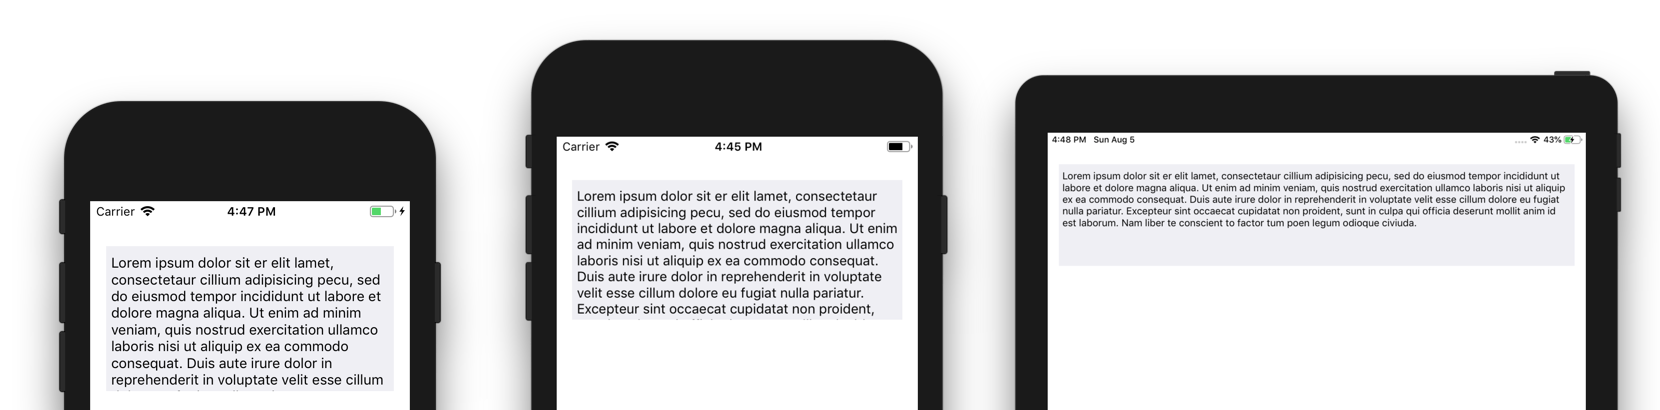 Carrier 4:47 PM
Lorem ipsum dolor sit er elit lamet,
consectetaur cillium adipisicing pecu, sed
do eiusmod tempor incididunt ut labore et
dolore magna aliqua. Ut enim ad minim
veniam, quis nostrud exercitation ullamco
laboris nisi ut aliquip ex ea commodo
consequat. Duis aute irure dolor in
reprehenderit in voluptate velit esse cillum
Carrier 4:45 PM
Lorem ipsum dolor sit er elit lamet, consectetaur
cillium adipisicing pecu, sed do eiusmod tempor
incididunt ut labore et dolore magna aliqua. Ut enim
ad minim veniam, quis nostrud exercitation ullamco
laboris nisi ut aliquip ex ea commodo consequat.
Duis aute irure dolor in reprehenderit in voluptate
velit esse cillum dolore eu fugiat nulla pariatur.
Excepteur sint occaecat cupidatat non proident,
4:48 PM Sun Aug 5 43%
Lorem ipsum dolor sit er elit lamet, consectetaur cillium adipisicing pecu, sed do eiusmod tempor incididunt ut
labore et dolore magna aliqua. Ut enim ad minim veniam, quis nostrud exercitation ullamco laboris nisi ut aliquip
ex ea commodo consequat. Duis aute irure dolor in reprehenderit in voluptate velit esse cillum dolore eu fugiat
nulla pariatur. Excepteur sint occaecat cupidatat non proident, sunt in culpa qui officia deserunt mollit anim id
est laborum. Nam liber te conscient to factor tum poen legum odioque civiuda.